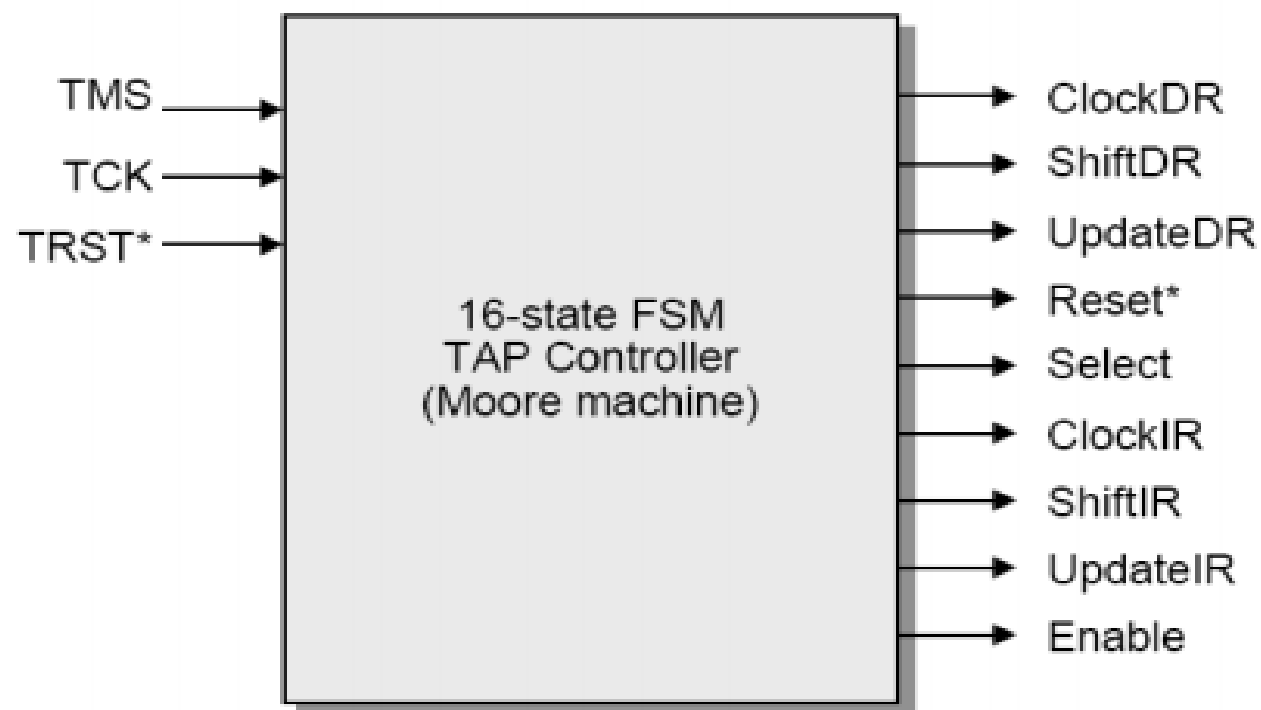 TMS
TCK
TRST*
16-state FSM
TAP Controller
(Moore machine)
ClockDR
ShiftDR
UpdateDR
Reset*
Select
ClockIR
ShiftIR
UpdateIR
Enable